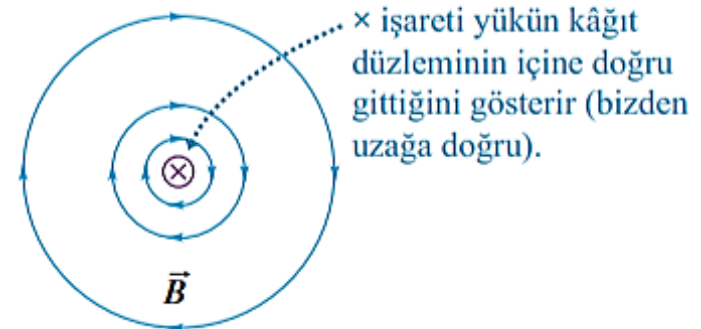 × işareti yükün kâğıt
düzleminin içine doğru
gittiğini gösterir (bizden
uzağa doğru).
B⃗